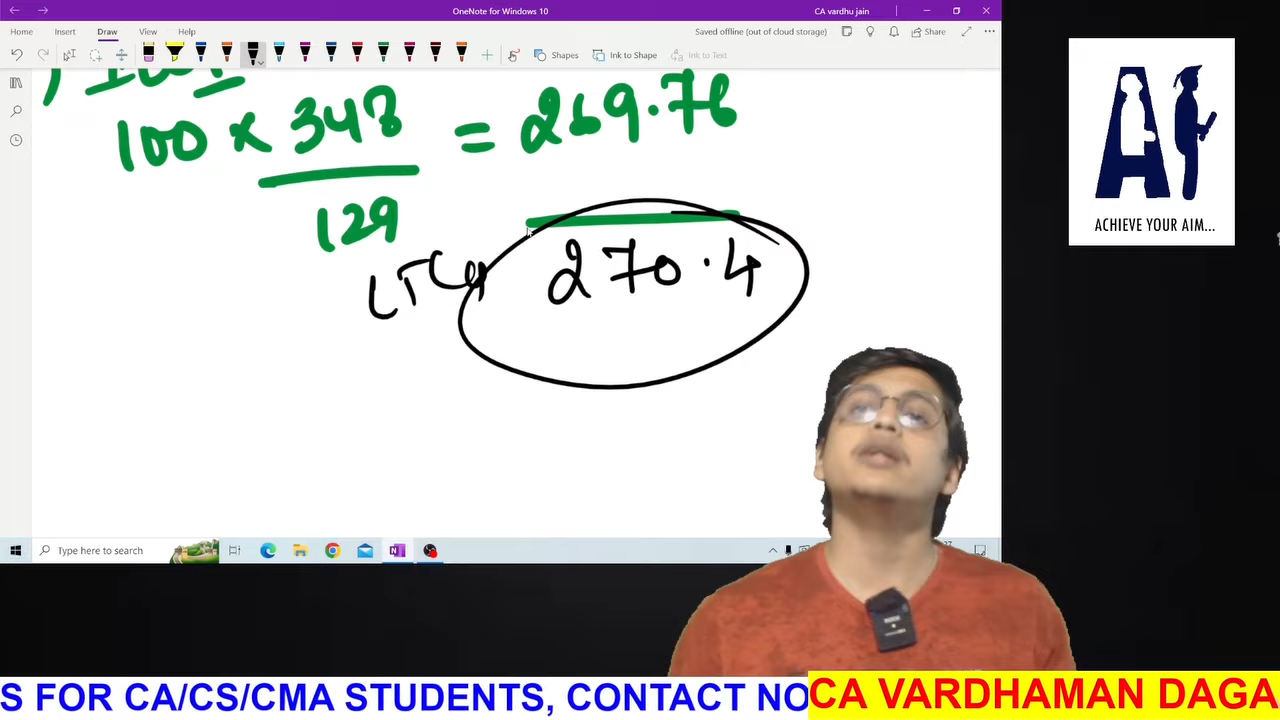 CA vardhu jain
OneNote for Windows 10
Home Insert Draw View Help
Saved offline (out of cloud storage)
Share
Shapes
Ink to Shape
Ink to Text
100 × 348 = 269.76
129
LTCG 270.4
ACHIEVE YOUR AIM...
Type here to search
S FOR CA/CS/CMA STUDENTS, CONTACT NO
CA VARDHAMAN DAGA